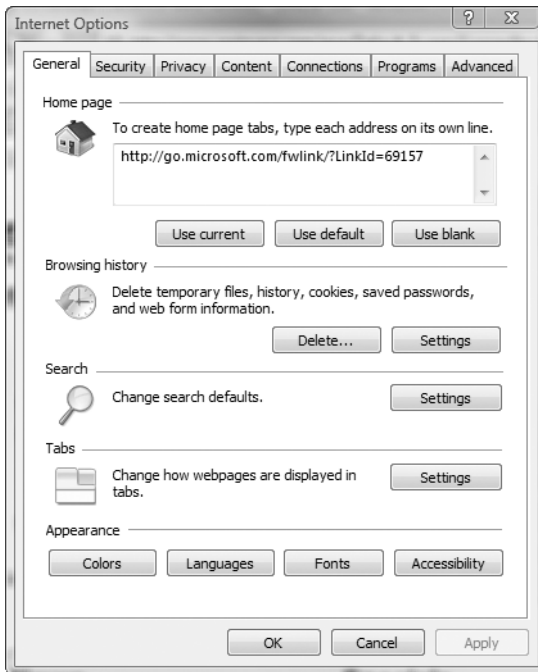 Internet Options
?
General Security Privacy Content Connections Programs Advanced
Home page
To create home page tabs, type each address on its own line.
http://go.microsoft.com/fwlink/?LinkId=69157
Use current Use default Use blank
Browsing history
Delete temporary files, history, cookies, saved passwords,
and web form information.
Delete... Settings
Search
Change search defaults. Settings
Tabs
Change how webpages are displayed in
tabs.
Settings
Appearance
Colors Languages Fonts Accessibility
OK Cancel Apply